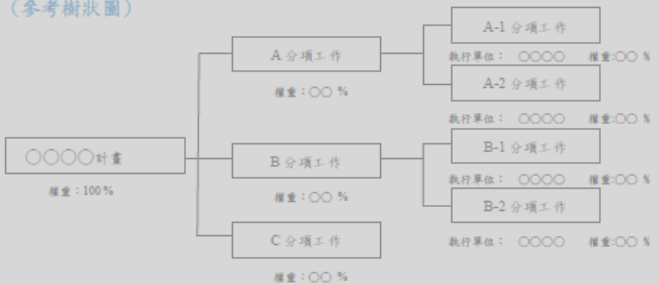 （參考樹狀圖）
A-1 分項工作
A 分項工作
執行單位： ○○○○ 權重:○○ %
A-2 分項工作
權重：○○ %
執行單位： ○○○○ 權重:○○ %
○○○○計畫
B 分項工作
B-1 分項工作
權重：100%
執行單位： ○○○○ 權重:○○ %
權重：○○ %
B-2 分項工作
C 分項工作
執行單位： ○○○○ 權重:○○ %
權重：○○ %